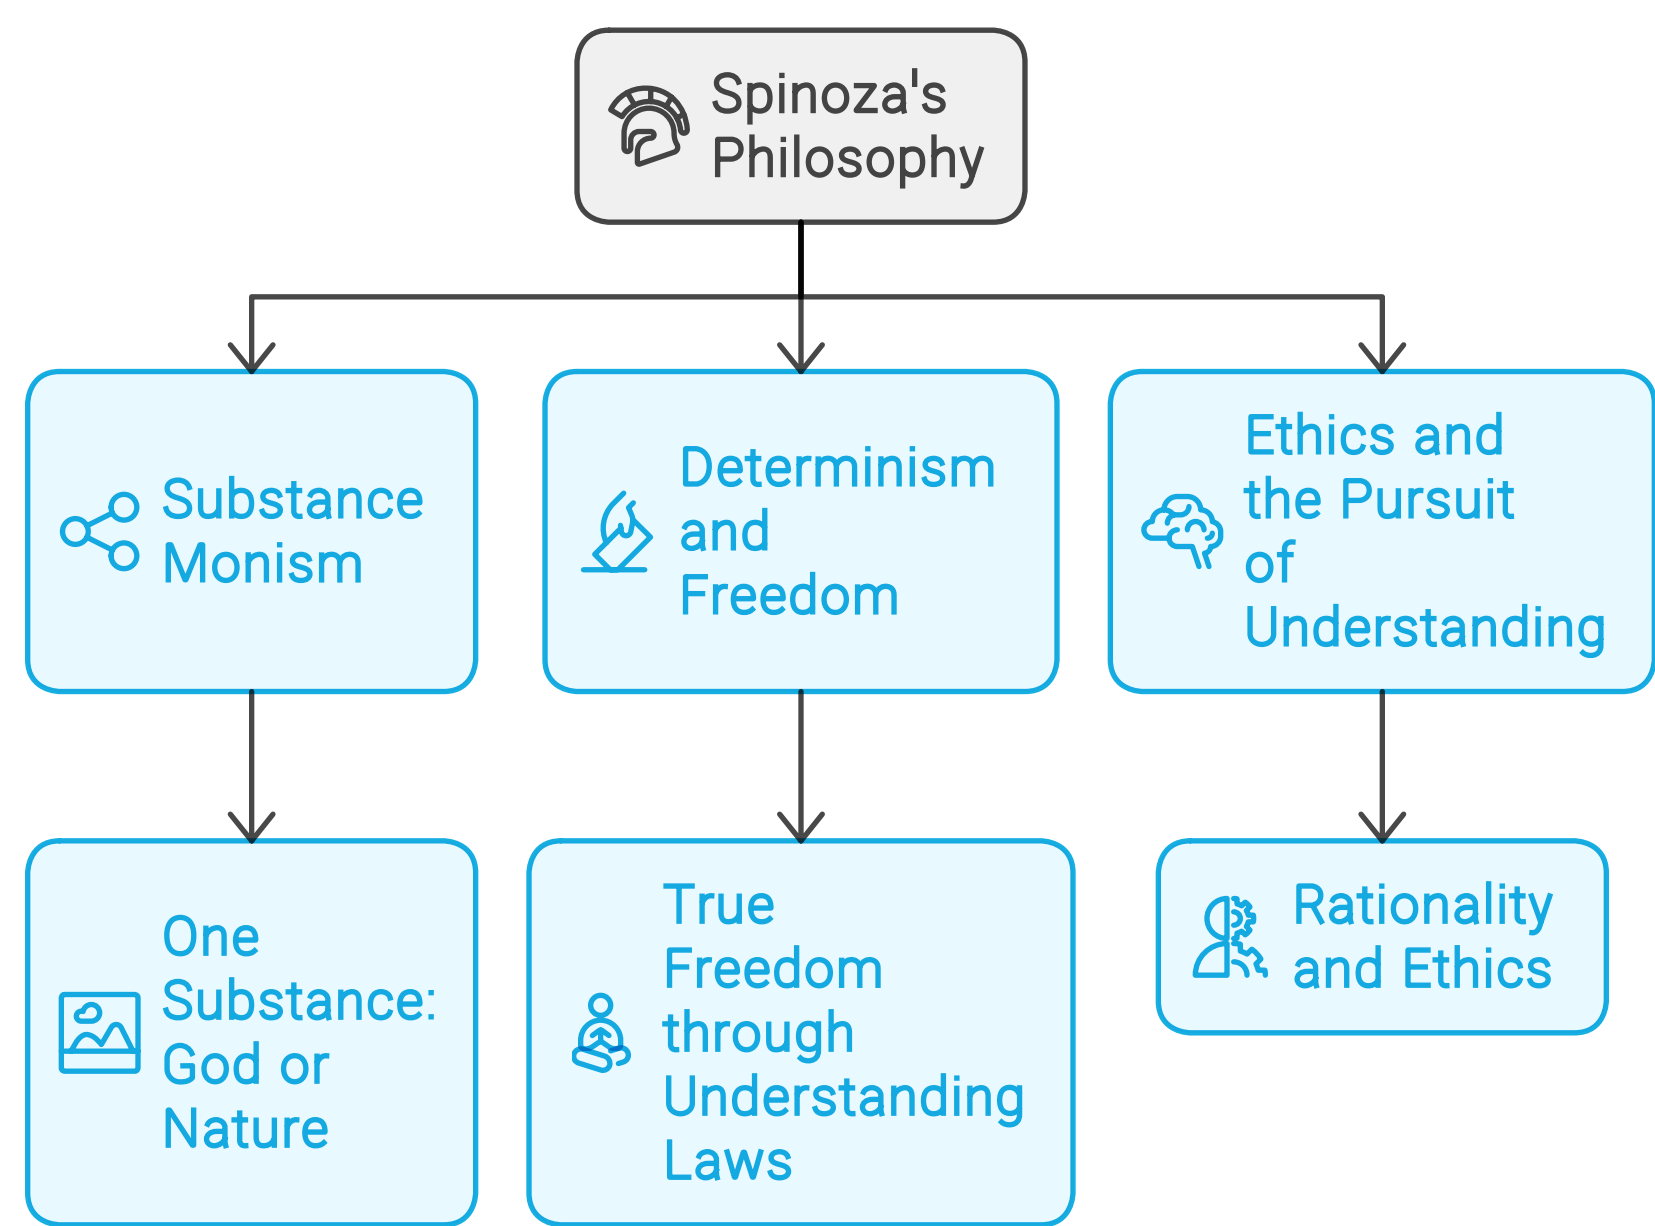 Spinoza's
Philosophy
Substance
Monism
Determinism
and
Freedom
Ethics and
the Pursuit
of
Understanding
One
Substance:
God or
Nature
True
Freedom
through
Understanding
Laws
Rationality
and Ethics